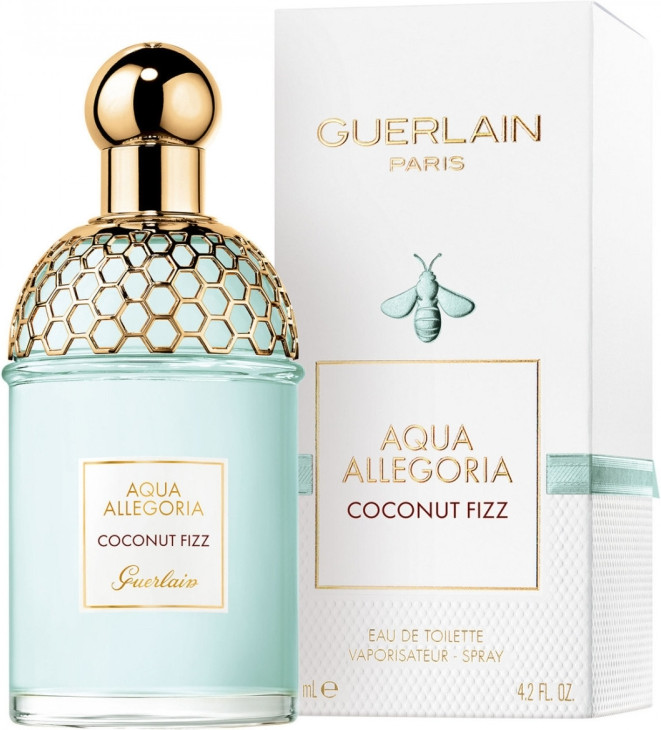 AQUA
ALLEGORIA
COCONUT FIZZ
Guerlain
GUERLAIN
PARIS
AQUA
ALLEGORIA
COCONUT FIZZ
EAU DE TOILETTE
VAPORISATEUR - SPRAY
mL e 4.2 FL. OZ.